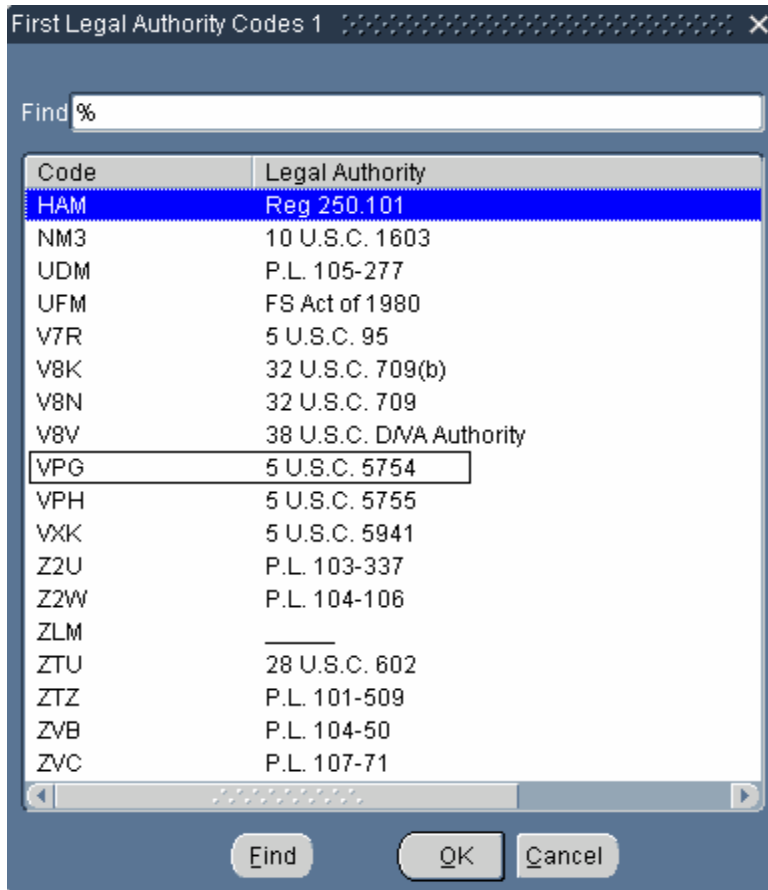 First Legal Authority Codes 1
Find %
Code Legal Authority
HAM Reg 250.101
NM3 10 U.S.C. 1603
UDM P.L. 105-277
UFM FS Act of 1980
V7R 5 U.S.C. 95
V8K 32 U.S.C. 709(b)
V8N 32 U.S.C. 709
V8V 38 U.S.C. D/VA Authority
VPG 5 U.S.C. 5754
VPH 5 U.S.C. 5755
VXK 5 U.S.C. 5941
Z2U P.L. 103-337
Z2W P.L. 104-106
ZLM _____
ZTU 28 U.S.C. 602
ZTZ P.L. 101-509
ZVB P.L. 104-50
ZVC P.L. 107-71
Find OK Cancel